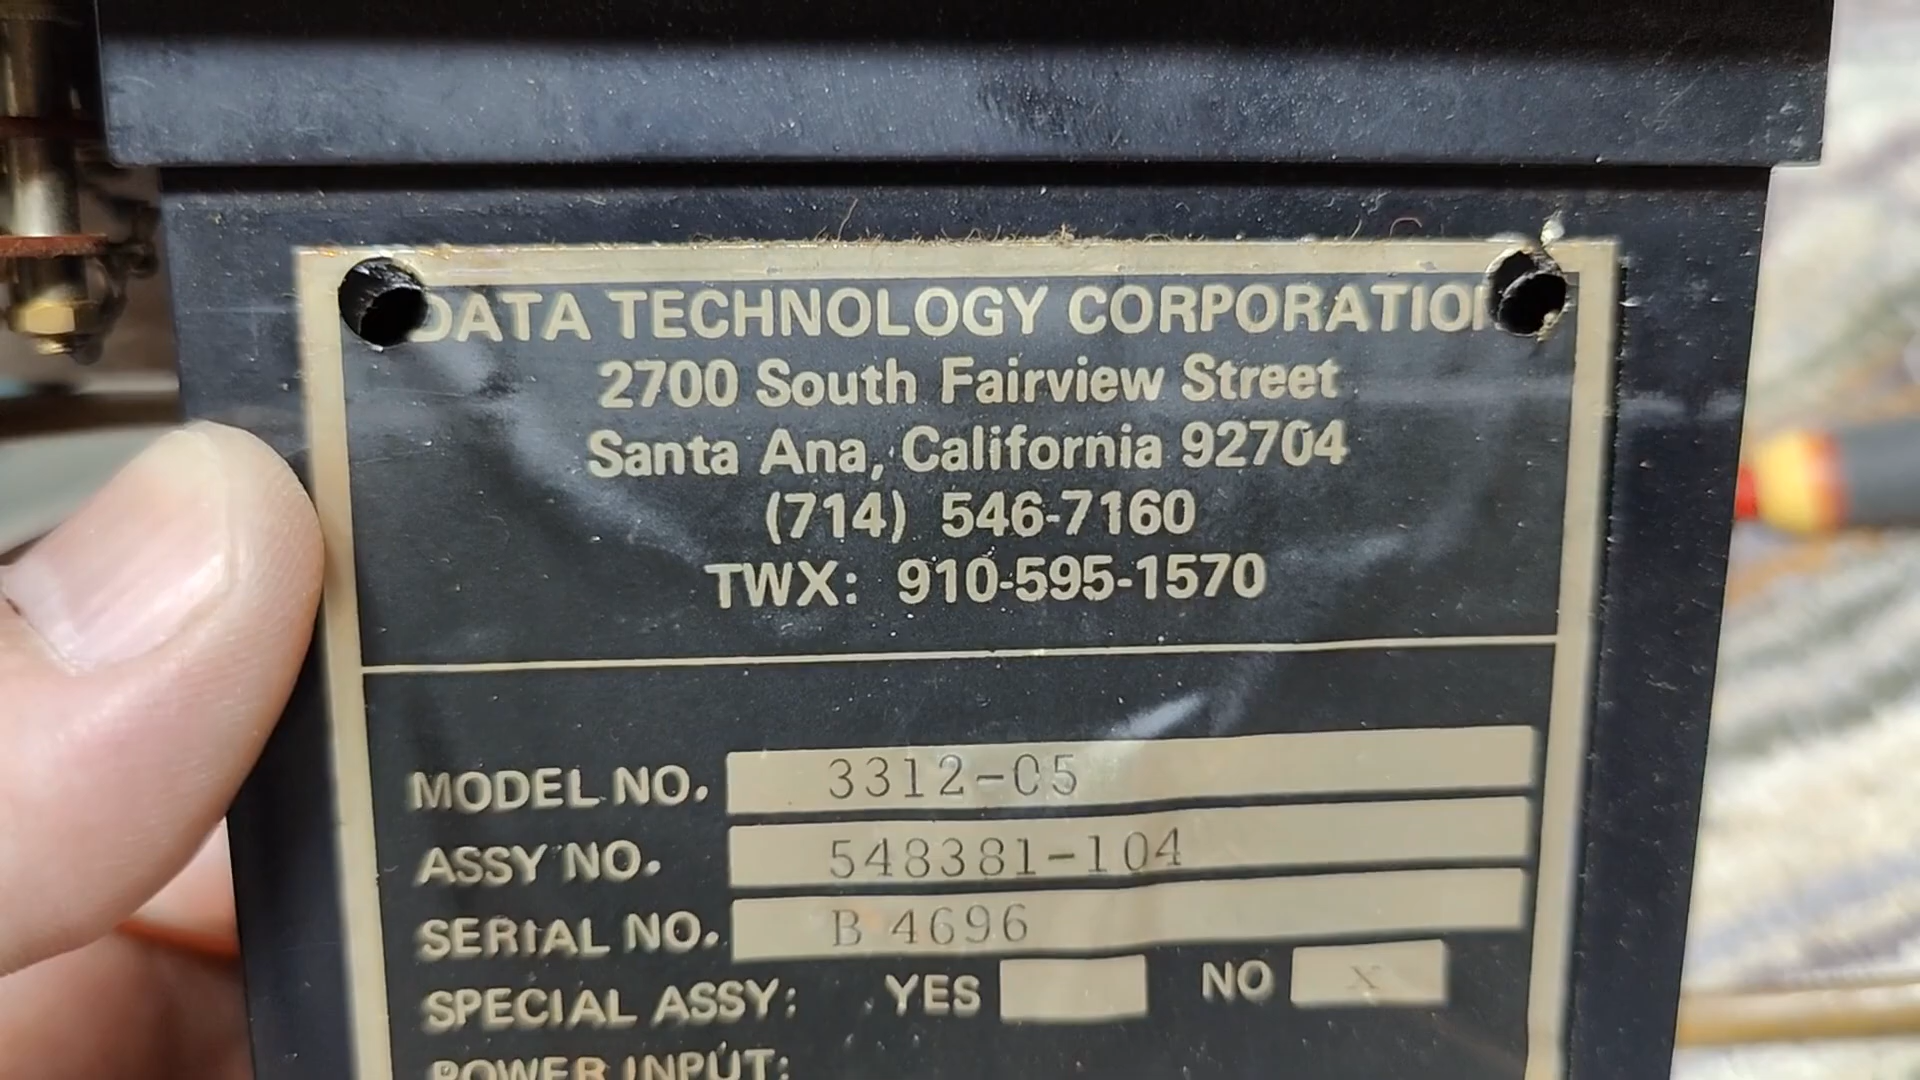 DATA TECHNOLOGY CORPORATION
2700 South Fairview Street
Santa Ana, California 92704
(714) 546-7160
TWX: 910-595-1570
MODEL NO. 3312-05
ASSY NO. 548381-104
SERIAL NO. B 4696
SPECIAL ASSY: YES NO X
POWER INPUT: